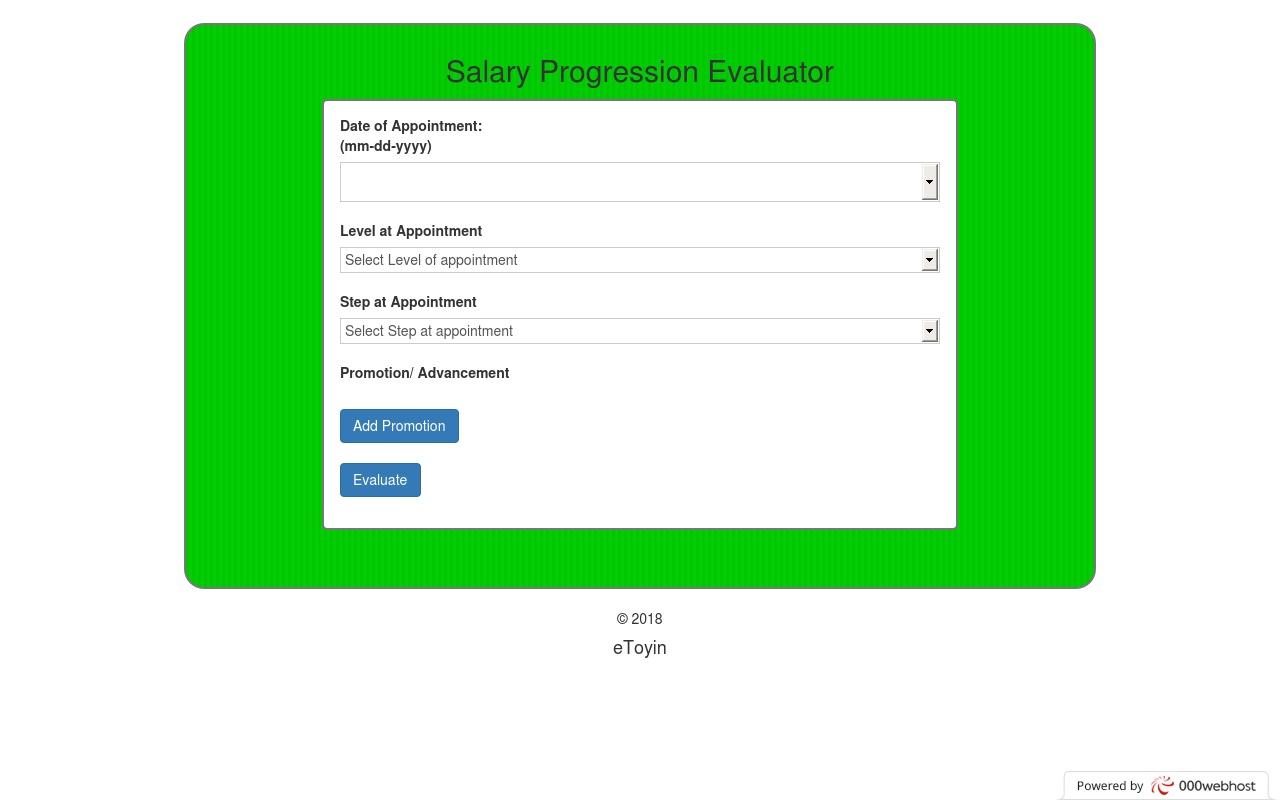 Salary Progression Evaluator
Date of Appointment:
(mm-dd-yyyy)
Level at Appointment
Select Level of appointment
Step at Appointment
Select Step at appointment
Promotion/ Advancement
Add Promotion
Evaluate
© 2018
eToyin
Powered by 000webhost